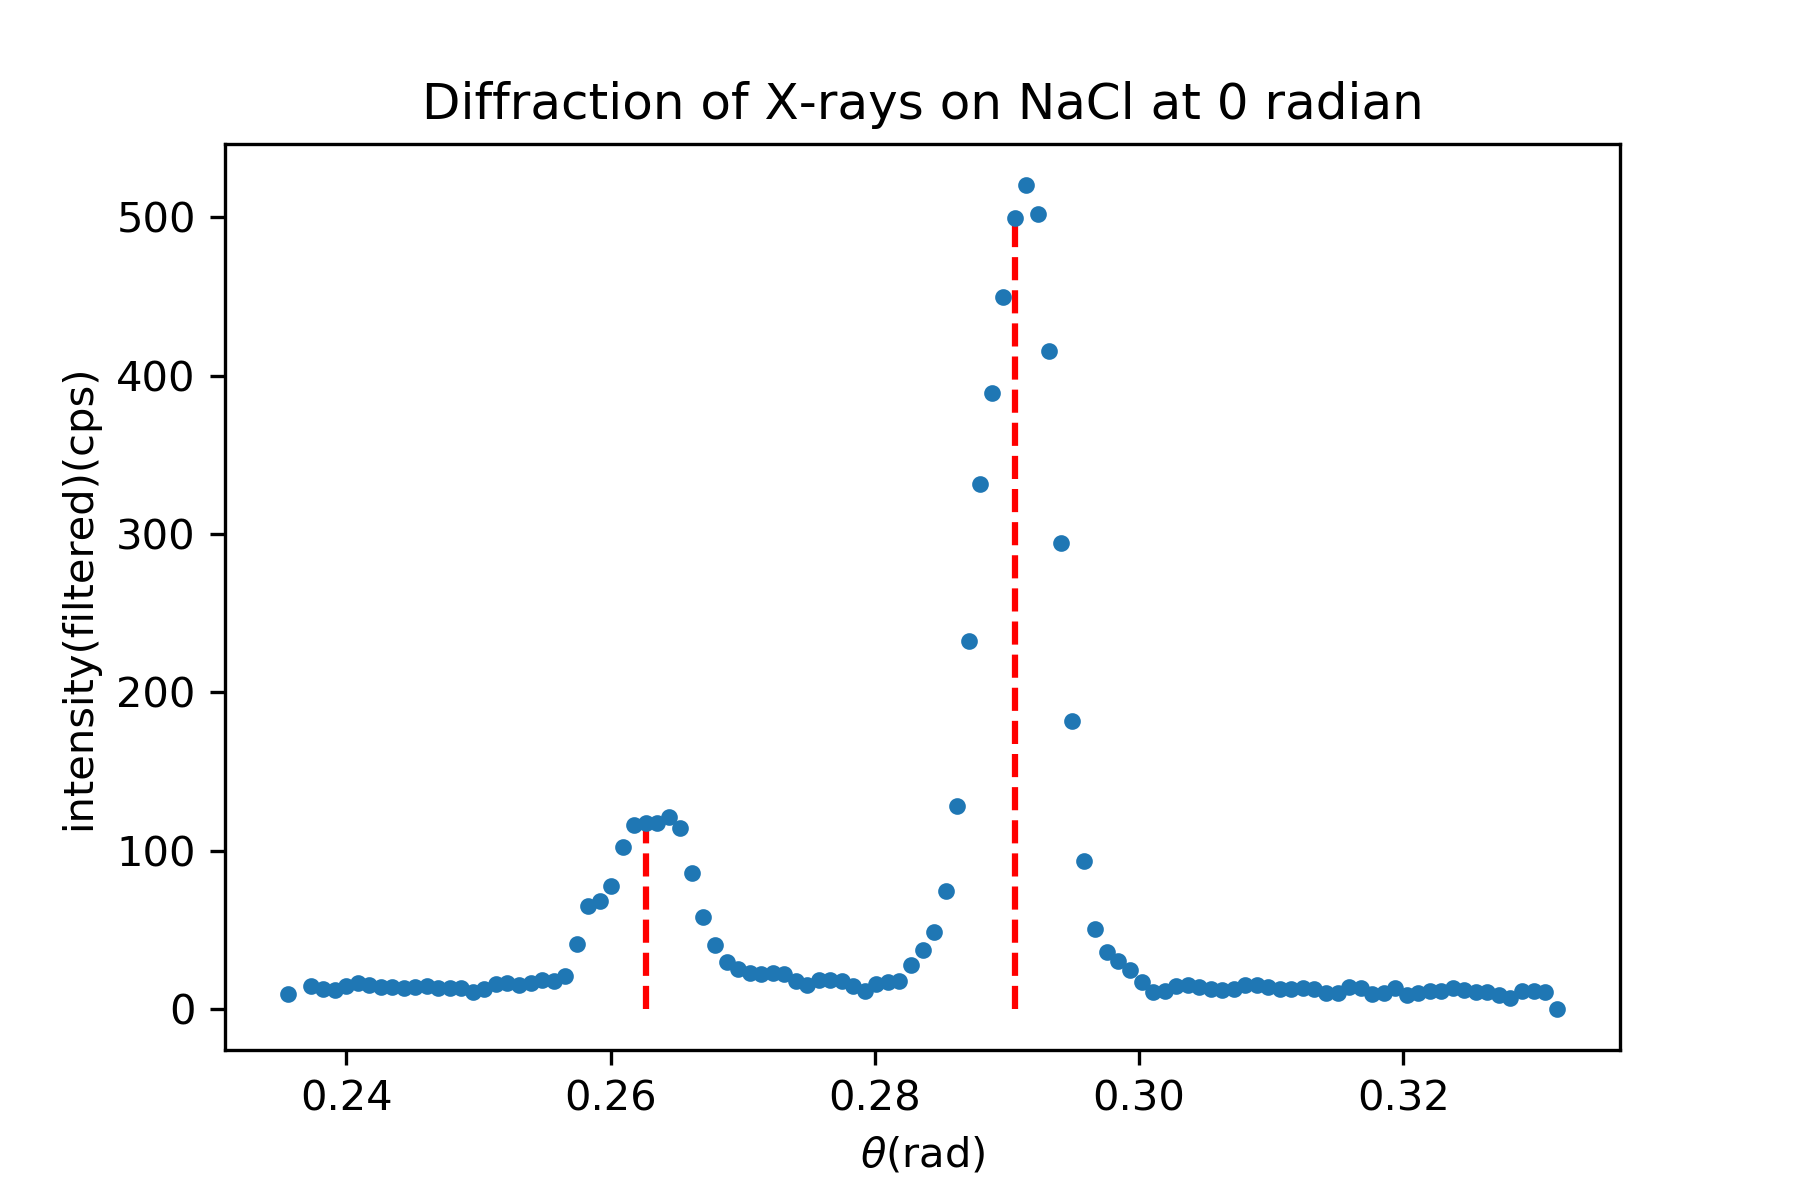 Diffraction of X-rays on NaCl at 0 radian
intensity(filtered)(cps)
500
400
300
200
100
0
0.24 0.26 0.28 0.30 0.32
θ(rad)